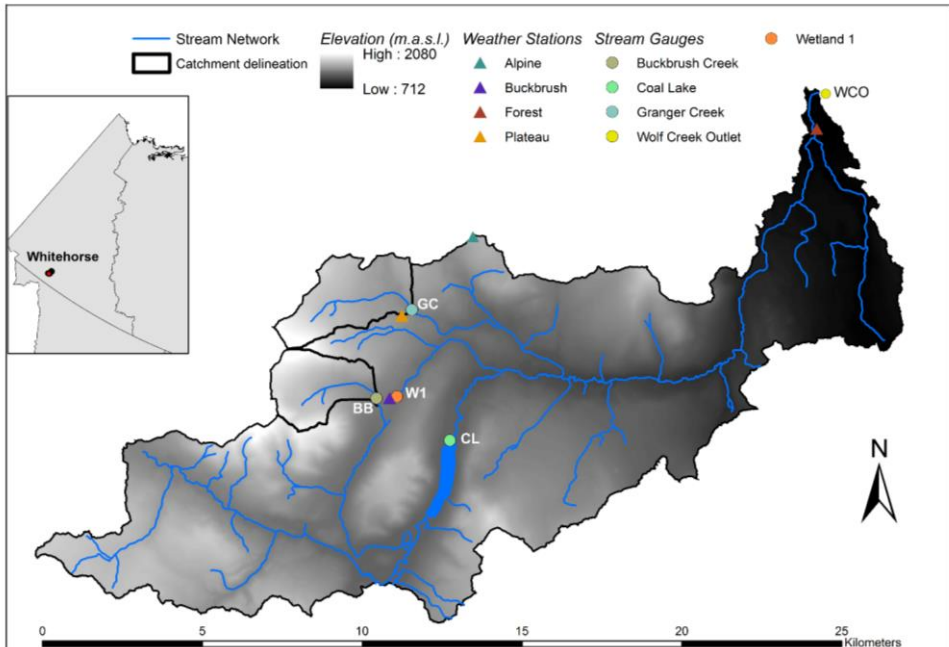 Stream Network
Catchment delineation
Elevation (m.a.s.l.)
High : 2080
Low : 712
Weather Stations
Alpine
Buckbrush
Forest
Plateau
Stream Gauges
Buckbrush Creek
Coal Lake
Granger Creek
Wolf Creek Outlet
Wetland 1
WCO
Whitehorse
GC
W1
BB
CL
N
0 5 10 15 20 25
Kilometers